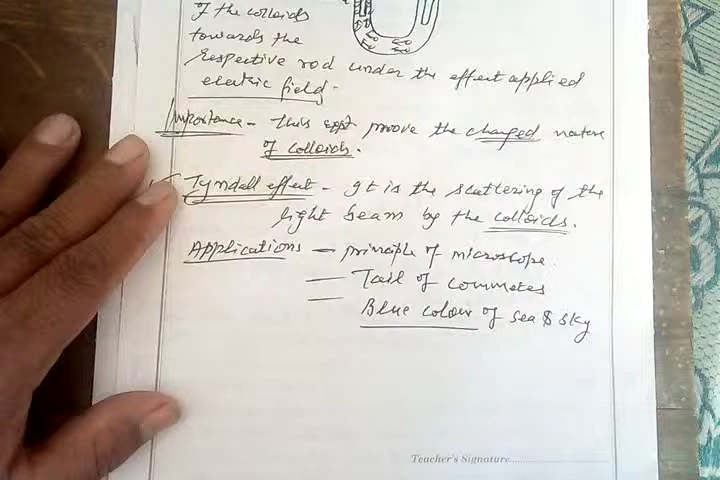 of the colloids
towards the
respective rod under the effect applied
electric field.
Importance - this expt proove the charged nature
of colloids.
Tyndall effect - It is the scattering of the
light beam by the colloids.
Applications - principle of microscope.
- Tail of commetes
- Blue colour of sea & sky
Teacher's Signature